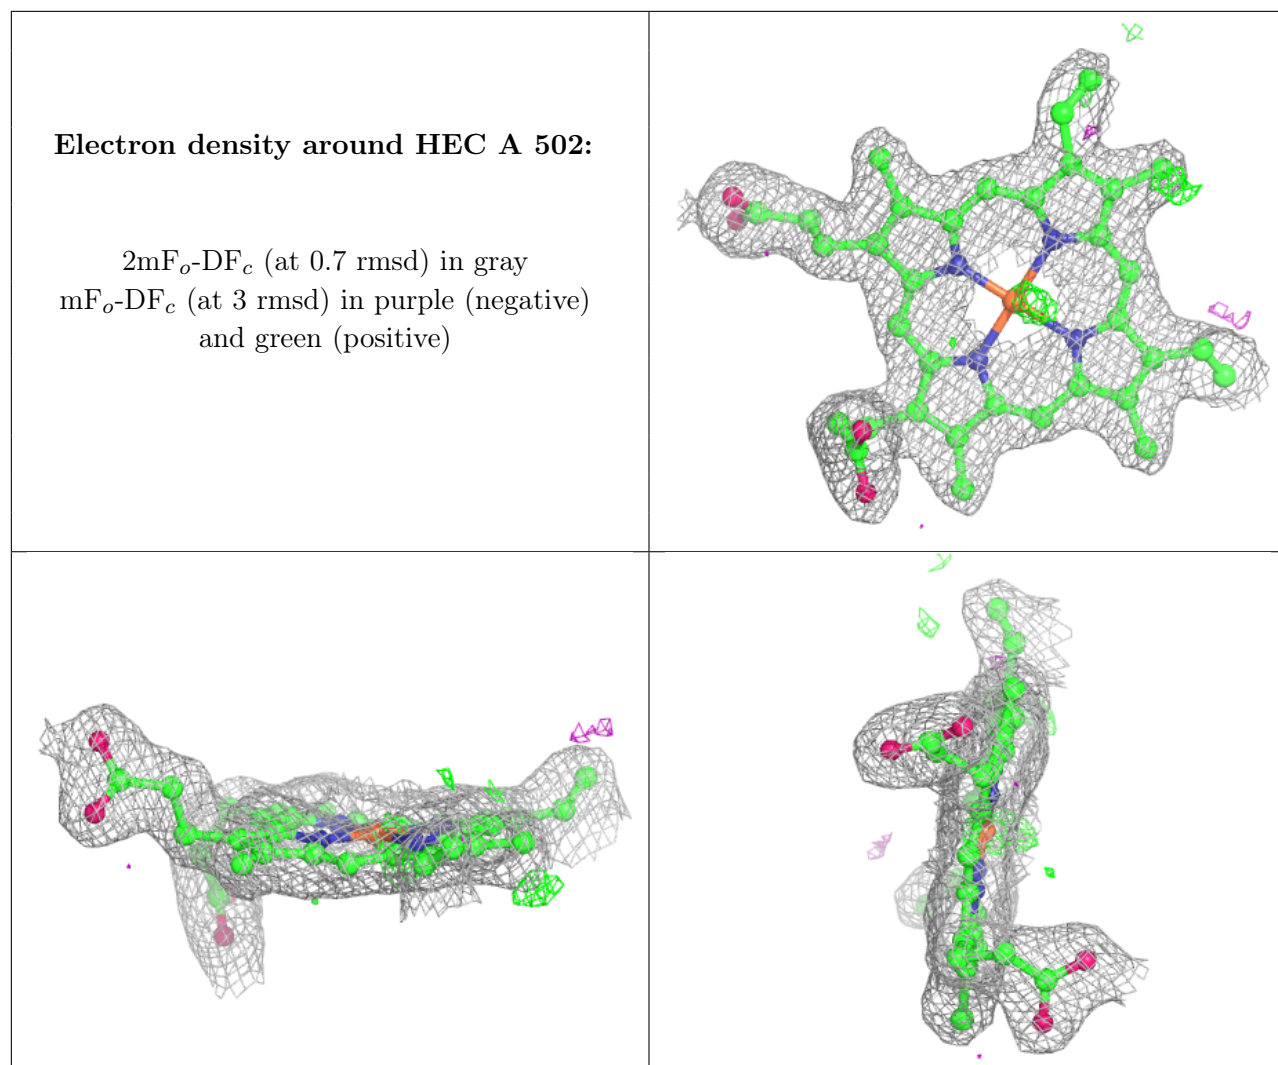 Electron density around HEC A 502:
2mFo-DFc (at 0.7 rmsd) in gray
mFo-DFc (at 3 rmsd) in purple (negative)
and green (positive)